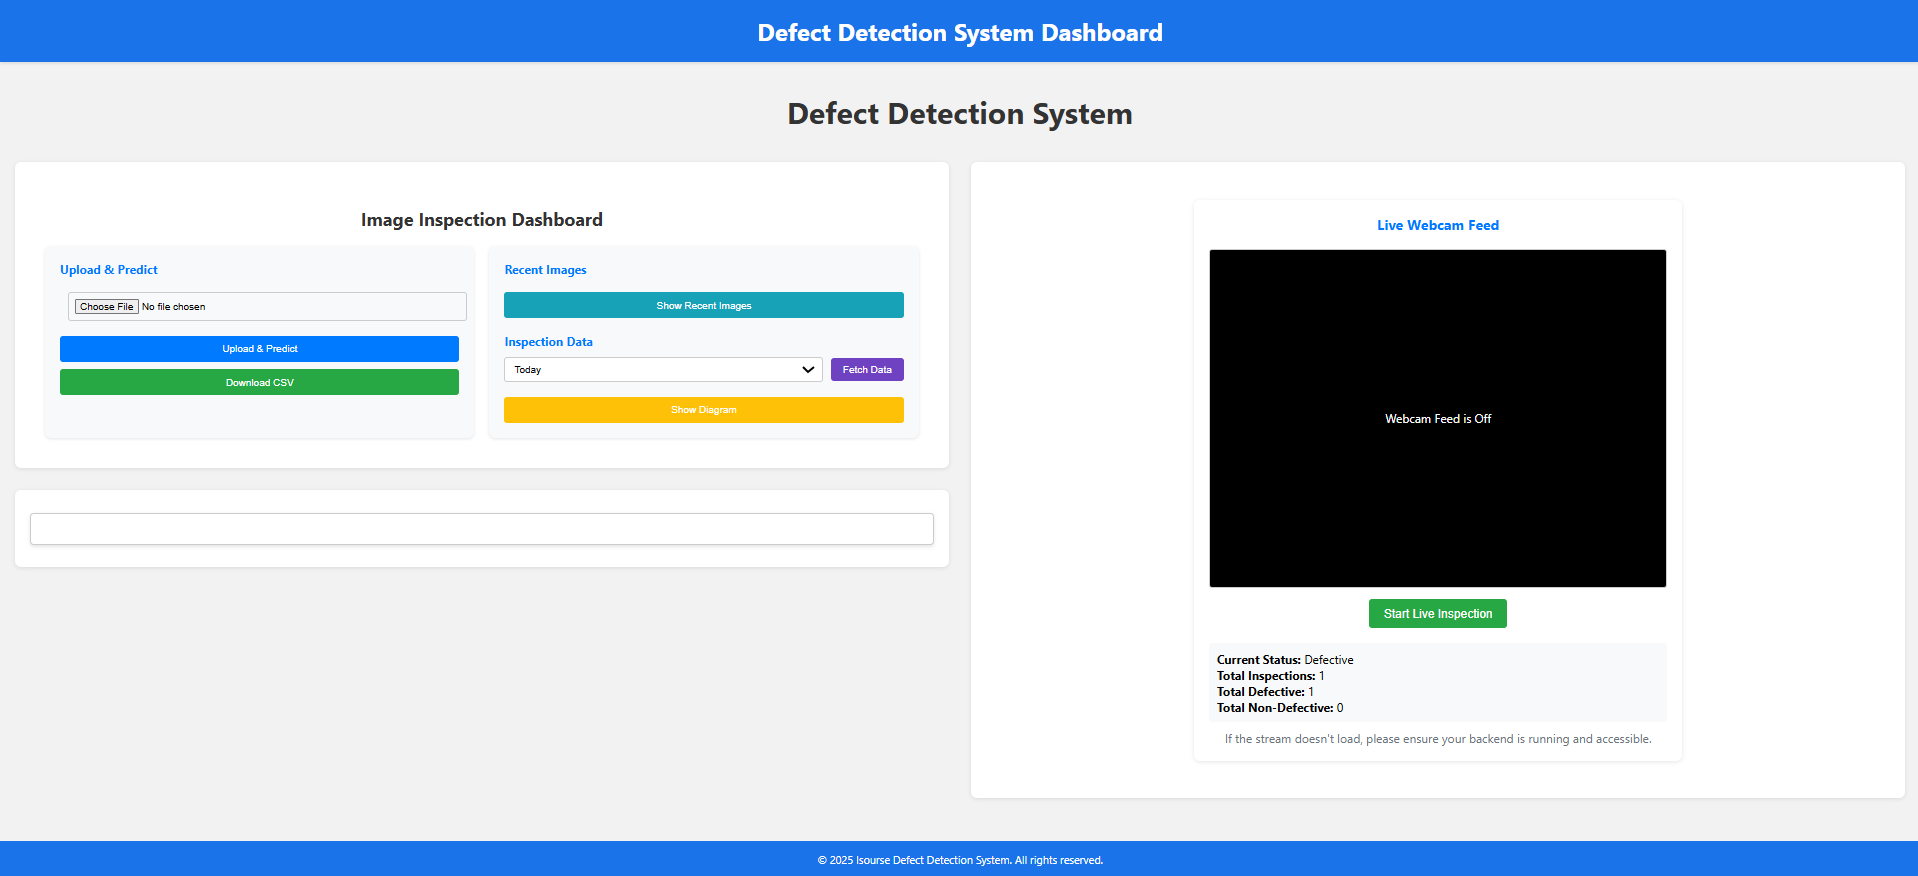 Defect Detection System Dashboard
Defect Detection System
Image Inspection Dashboard
Upload & Predict
Choose File No file chosen
Upload & Predict
Download CSV
Recent Images
Show Recent Images
Inspection Data
Today
Fetch Data
Show Diagram
Live Webcam Feed
Webcam Feed is Off
Start Live Inspection
Current Status: Defective
Total Inspections: 1
Total Defective: 1
Total Non-Defective: 0
If the stream doesn't load, please ensure your backend is running and accessible.
© 2025 Isourse Defect Detection System. All rights reserved.